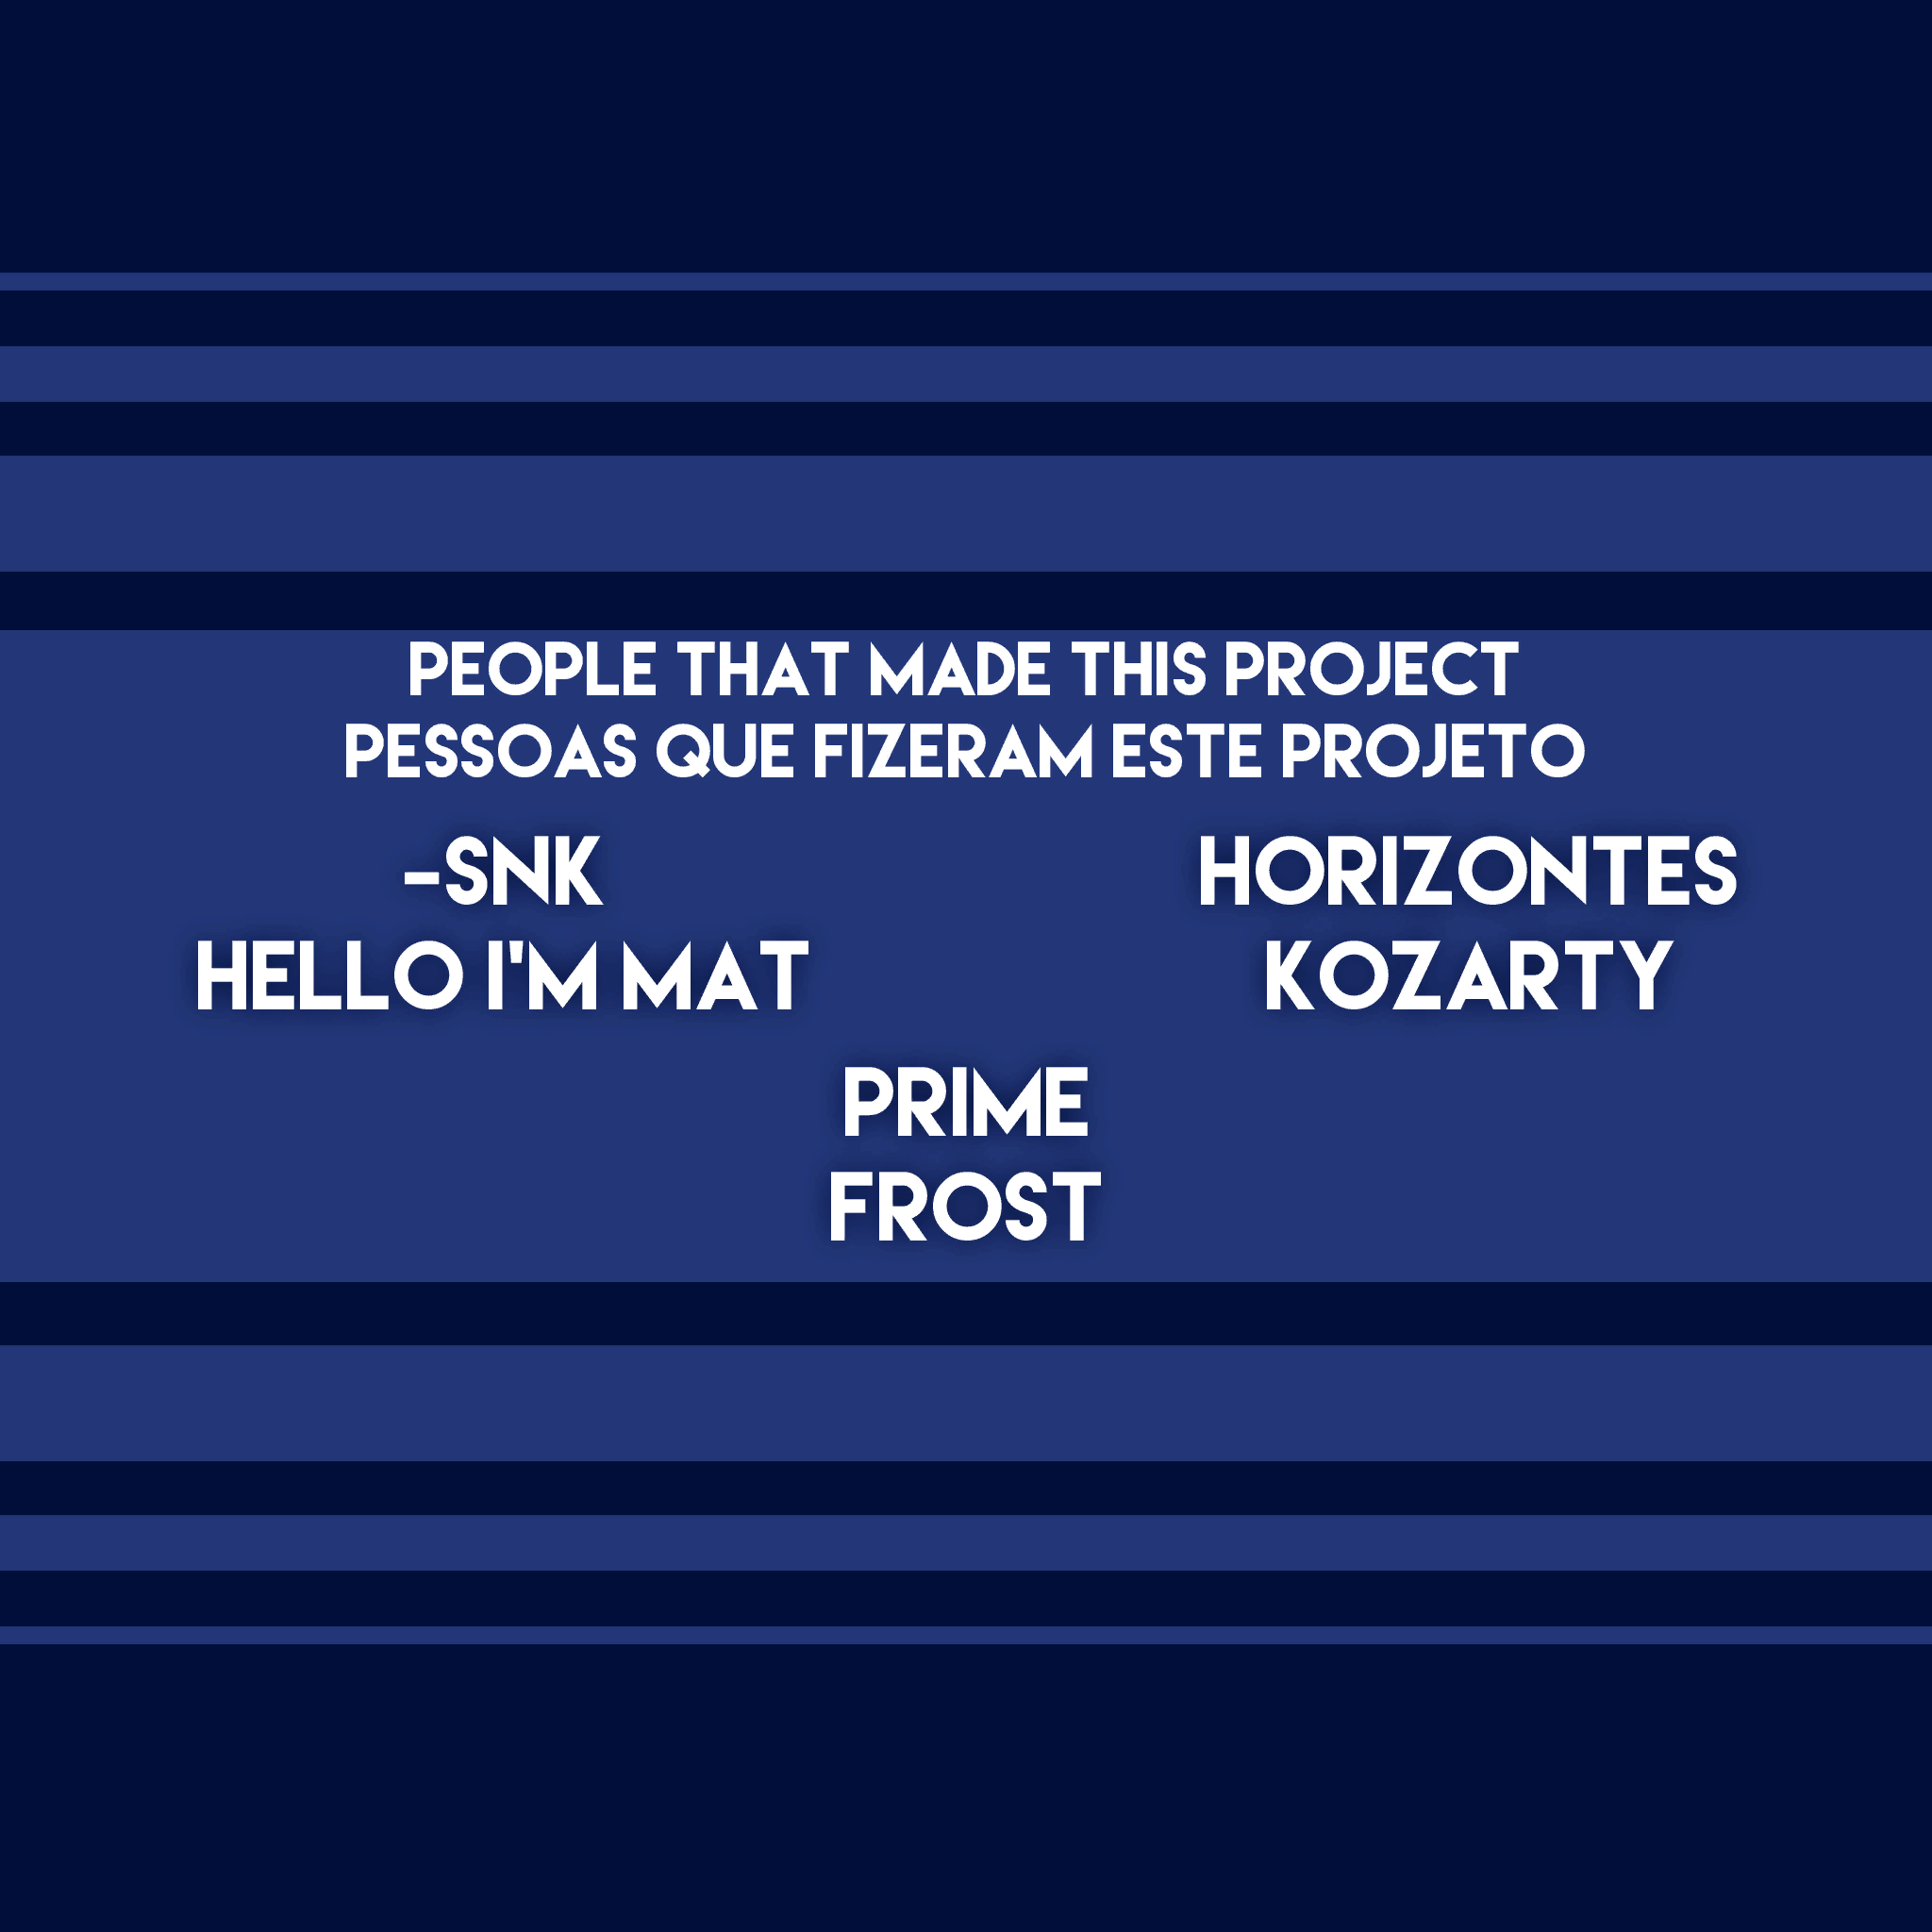 PEOPLE THAT MADE THIS PROJECT
PESSOAS QUE FIZERAM ESTE PROJETO
-SNK
HELLO I'M MAT
HORIZONTES
KOZARTY
PRIME
FROST